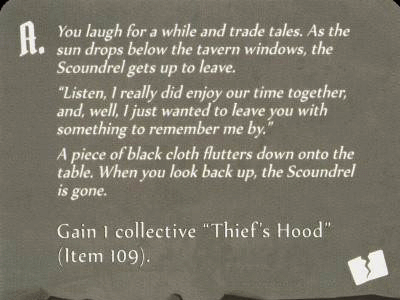 A. You laugh for a while and trade tales. As the
sun drops below the tavern windows, the
Scoundrel gets up to leave.
“Listen, I really did enjoy our time together,
and, well, I just wanted to leave you with
something to remember me by.”
A piece of black cloth flutters down onto the
table. When you look back up, the Scoundrel
is gone.
Gain 1 collective “Thief’s Hood”
(Item 109).